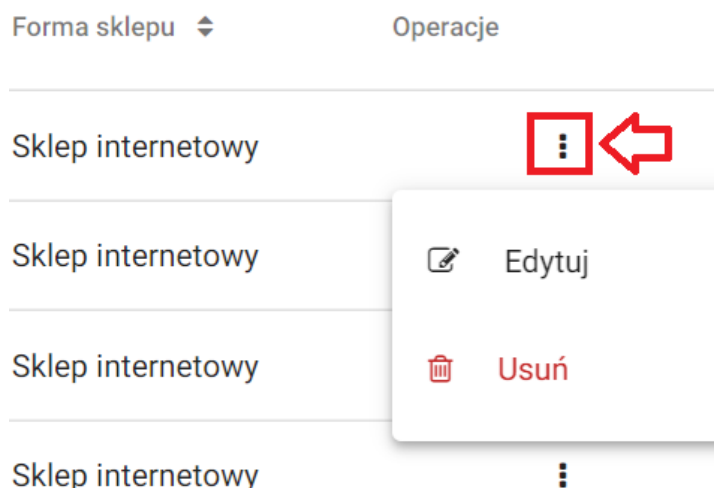 Forma sklepu Operacje
Sklep internetowy
Sklep internetowy
Edytuj
Sklep internetowy
Usuń
Sklep internetowy